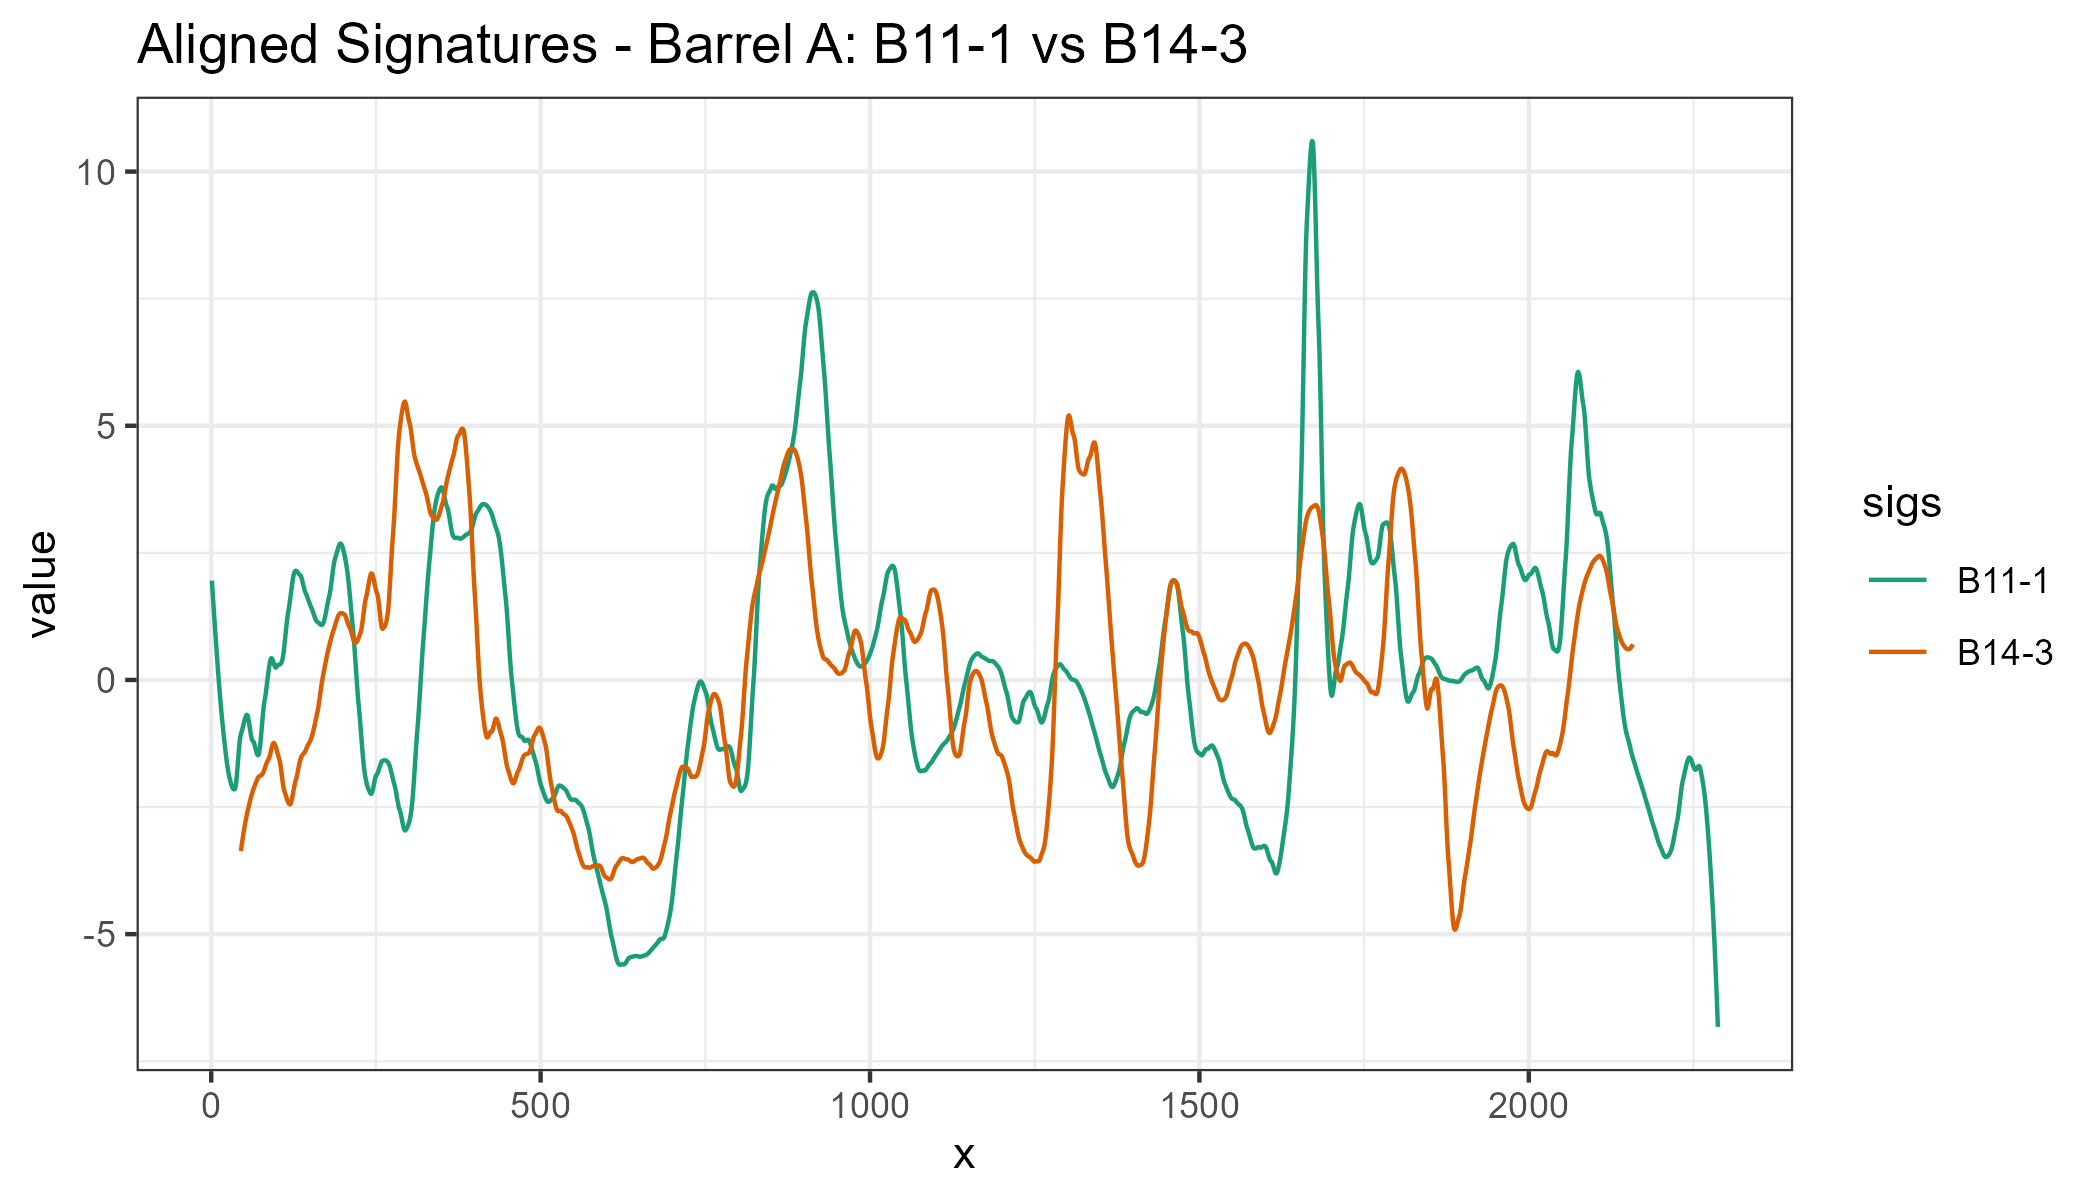 Aligned Signatures - Barrel A: B11-1 vs B14-3
value
10
5
0
-5
0
500
1000
1500
2000
x
sigs
B11-1
B14-3